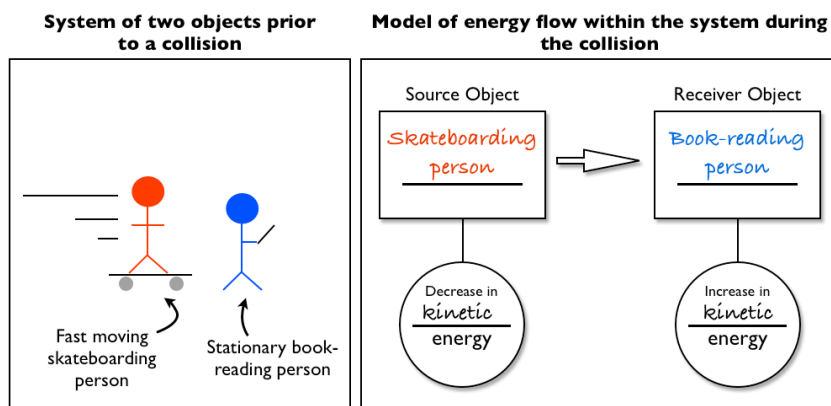 System of two objects prior
to a collision
Fast moving
skateboarding
person
Stationary book-
reading person
Model of energy flow within the system during
the collision
Source Object
Skateboarding
person
Decrease in
kinetic
energy
Receiver Object
Book-reading
person
Increase in
kinetic
energy